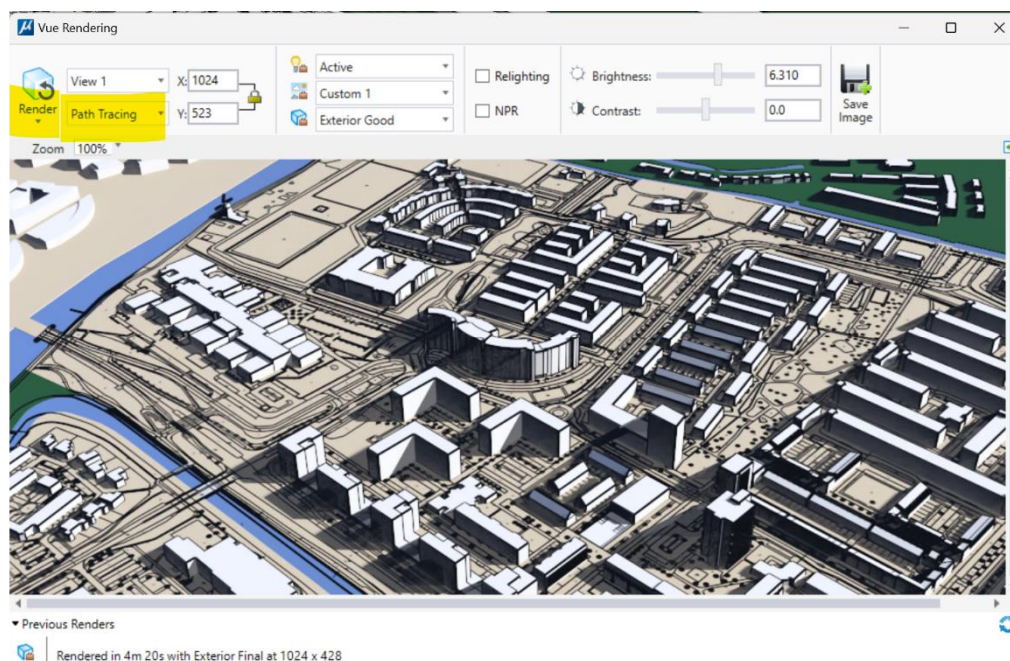 Vue Rendering
Render
View 1
X: 1024
Path Tracing
Y: 523
Active
Custom 1
Exterior Good
Relighting
NPR
Brightness:
6.310
Contrast:
0.0
Save
Image
Zoom 100%
Previous Renders
Rendered in 4m 20s with Exterior Final at 1024 x 428